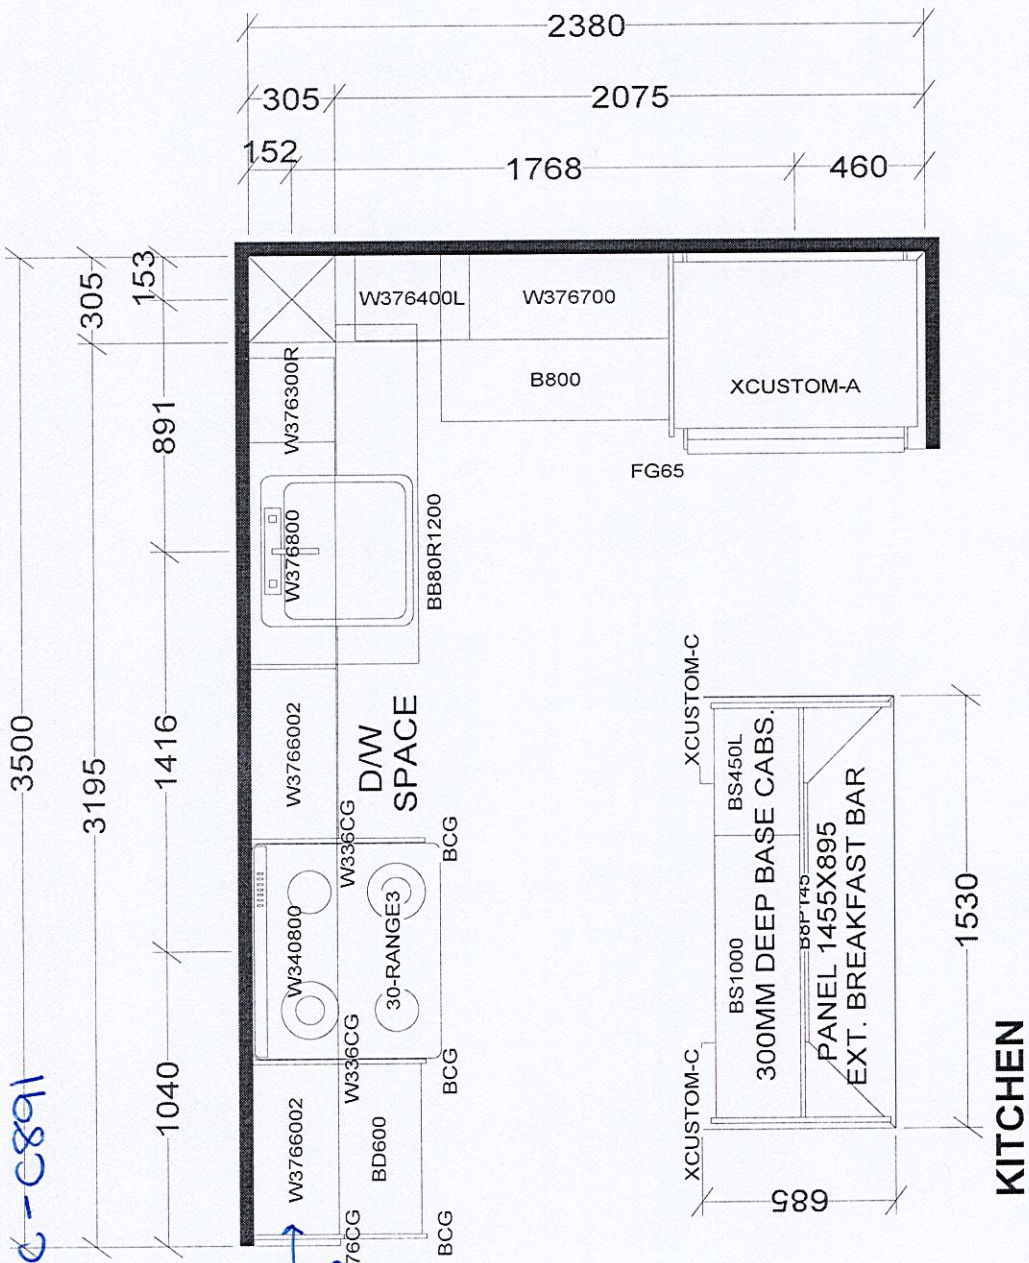 2380
305
2075
152
1768
460
3500
305
3195
153
891
1416
1040
C-C891
W376400L
W376700
B800
XCUSTOM-A
FG65
W376300R
W376800
BB80R1200
W3766002
D/W
SPACE
W336CG
BCG
W340800
30-RANGE3
W336CG
BCG
W3766002
BD600
76CG
BCG
XCUSTOM-C
BS450L
BS1000
300MM DEEP BASE CABS.
PANEL 1455X895
EXT. BREAKFAST BAR
XCUSTOM-C
1530
685
KITCHEN